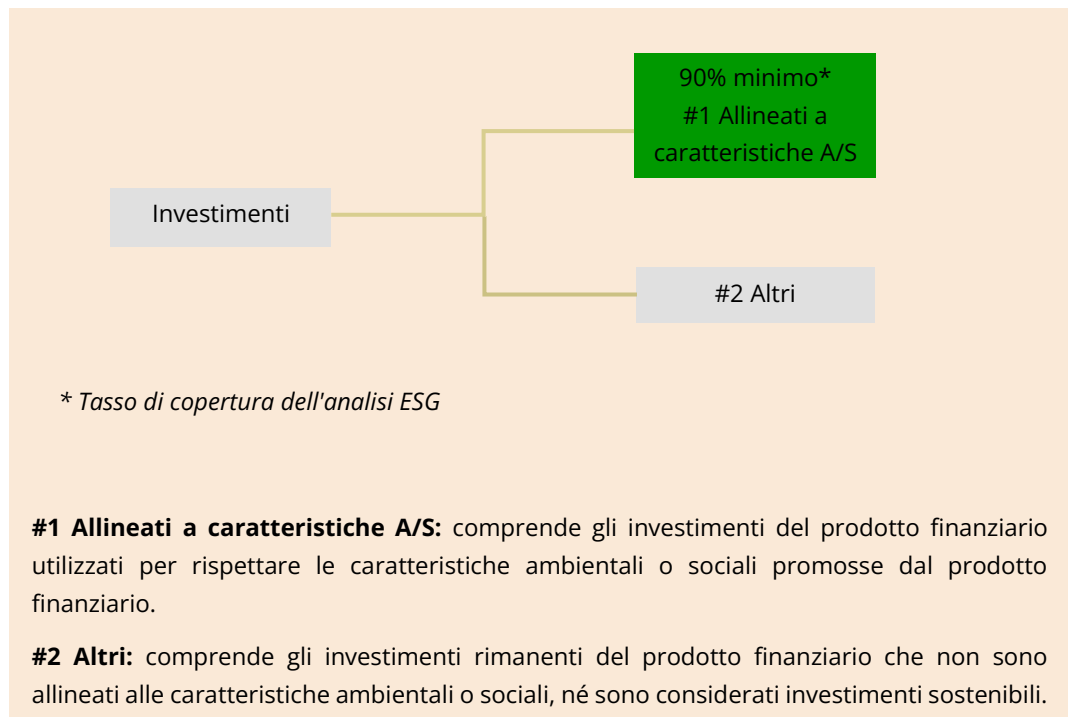 90% minimo*
#1 Allineati a
caratteristiche A/S
Investimenti
#2 Altri
* Tasso di copertura dell'analisi ESG
#1 Allineati a caratteristiche A/S: comprende gli investimenti del prodotto finanziario
utilizzati per rispettare le caratteristiche ambientali o sociali promosse dal prodotto
finanziario.
#2 Altri: comprende gli investimenti rimanenti del prodotto finanziario che non sono
allineati alle caratteristiche ambientali o sociali, né sono considerati investimenti sostenibili.